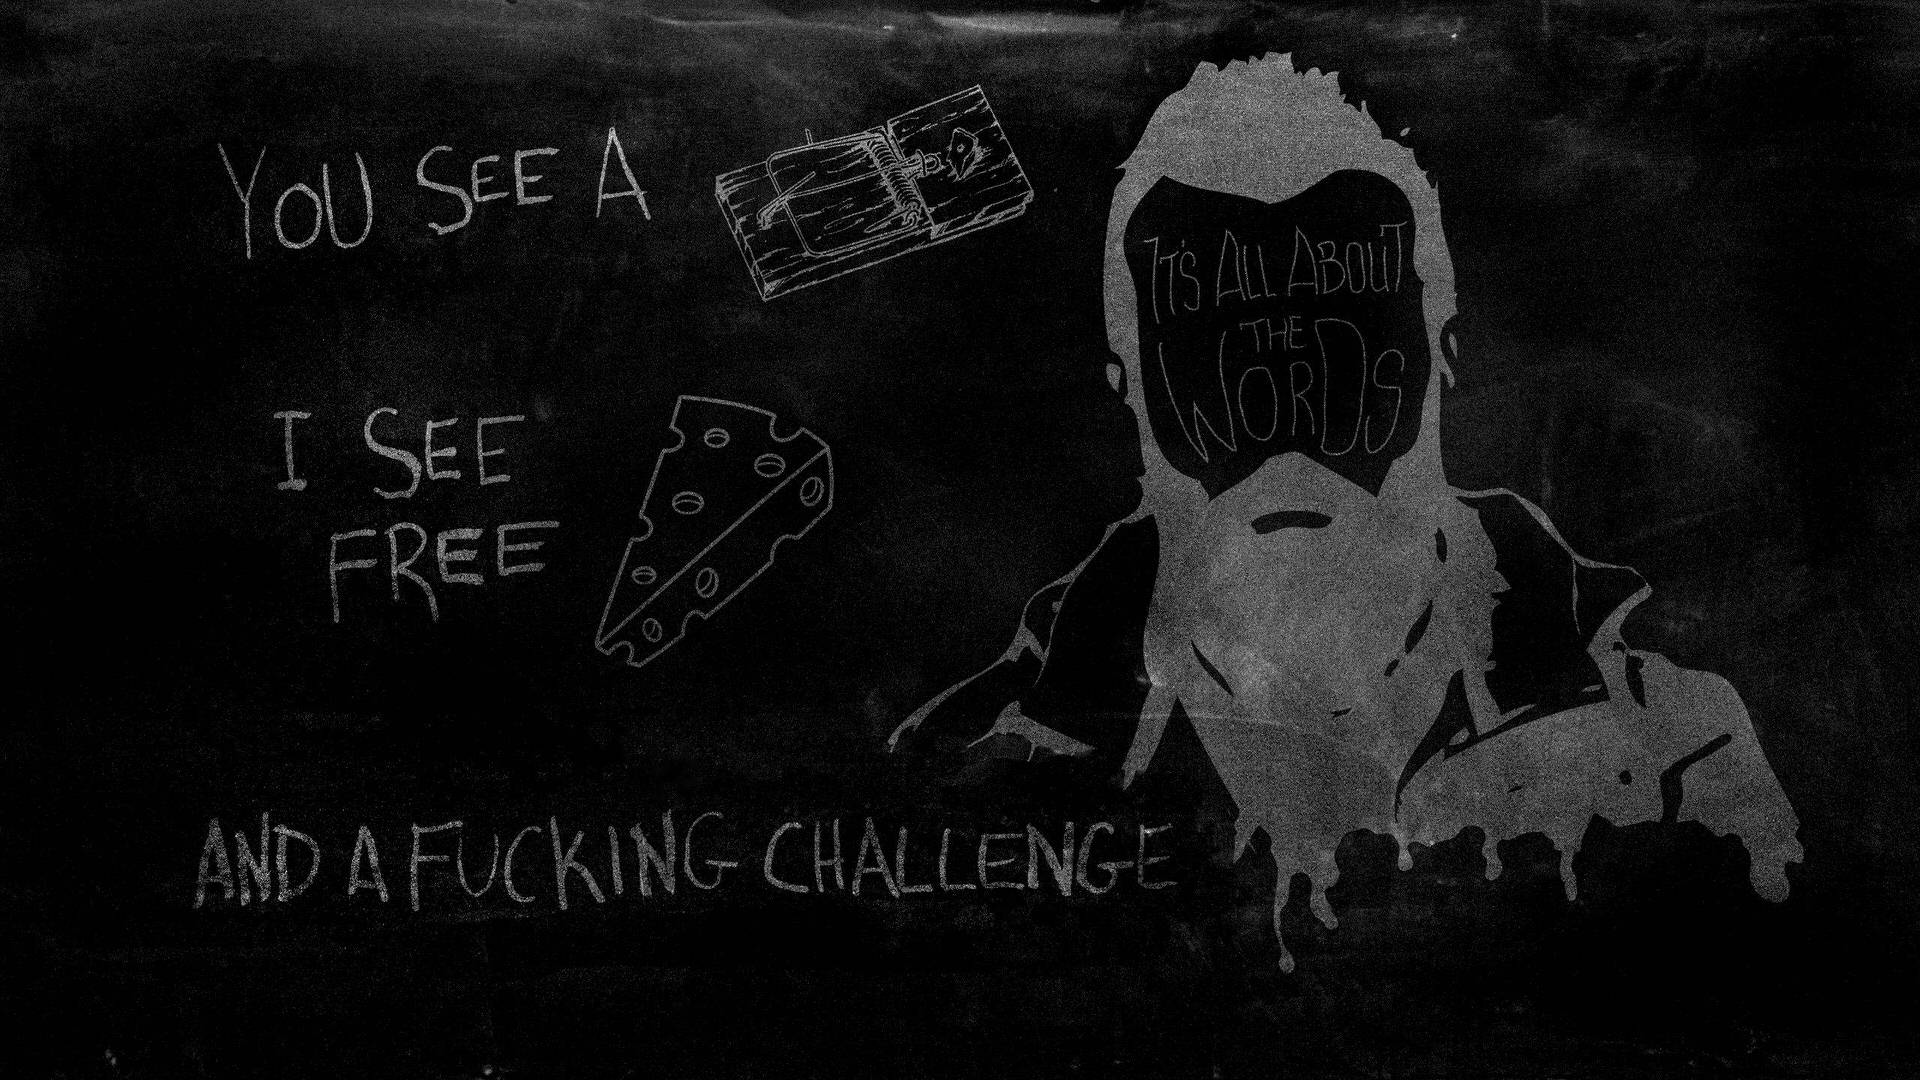 YOU SEE A
I SEE
FREE
AND A FUCKING CHALLENGE
IT'S ALL ABOUT
THE
WORDS